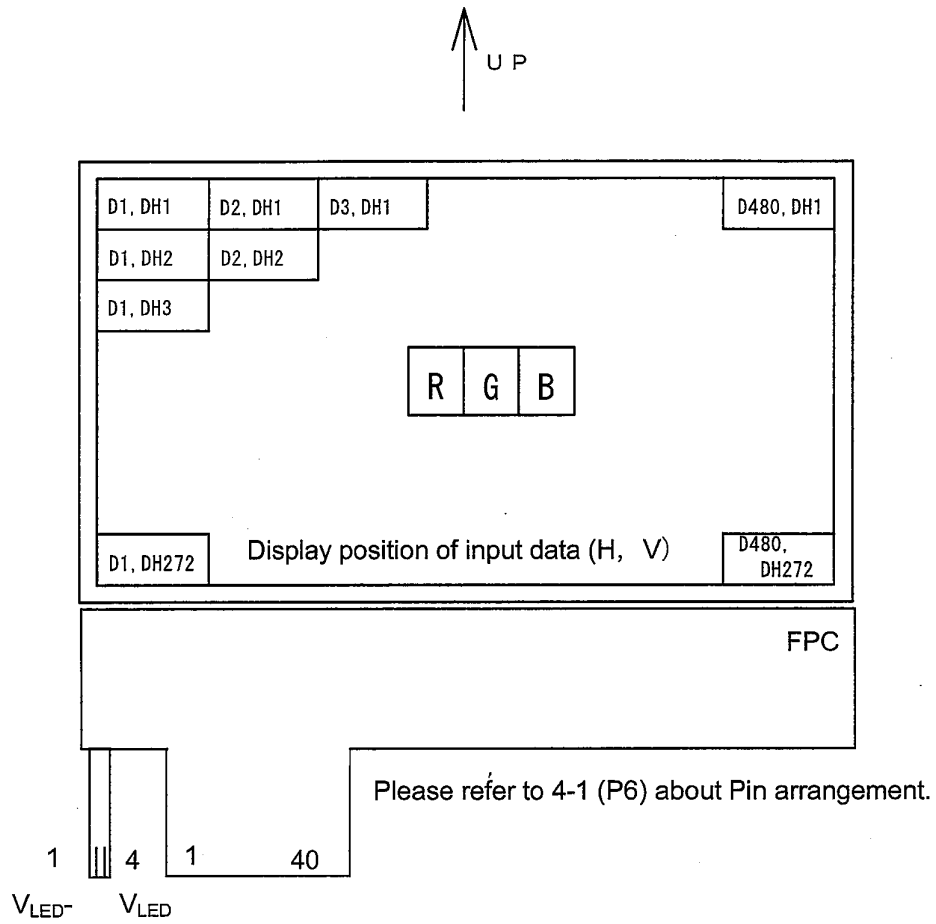 UP
D1, DH1 D2, DH1 D3, DH1 D480, DH1
D1, DH2 D2, DH2
D1, DH3
R G B
D1, DH272 Display position of input data (H, V) D480,
DH272
FPC
Please refer to 4-1 (P6) about Pin arrangement.
1 4 1 40
VLED- VLED